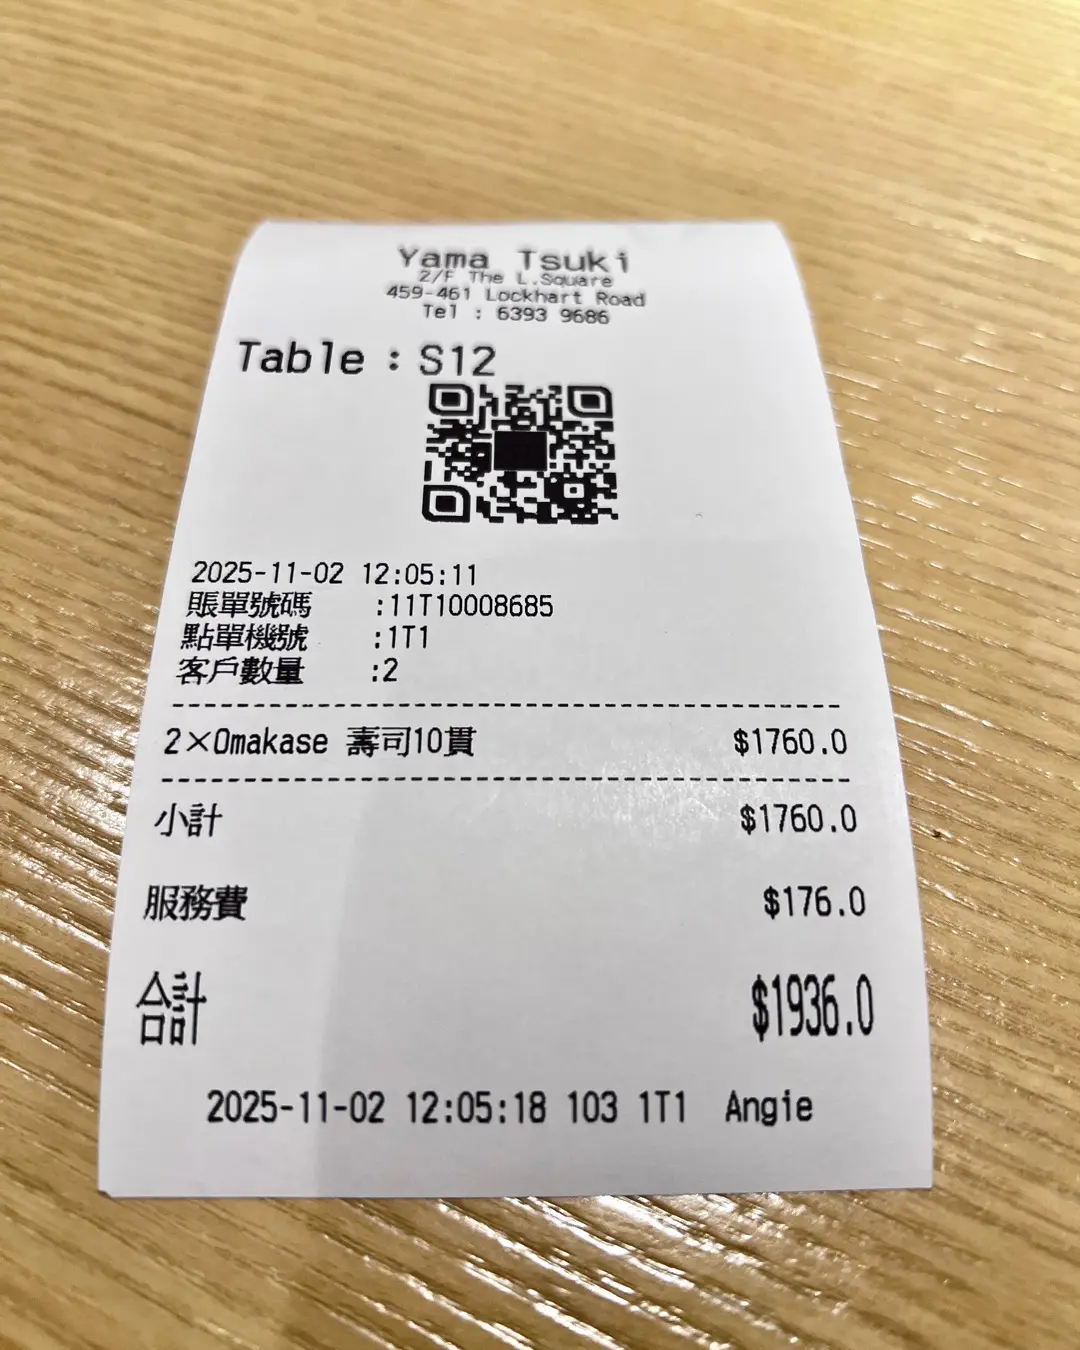 Yama Tsuki
2/F The L.Square
459-461 Lockhart Road
Tel : 6393 9686
Table : S12
2025-11-02 12:05:11
賬單號碼 :11T10008685
點單機號 :1T1
客戶數量 :2
2×Omakase 壽司10貫 $1760.0
小計 $1760.0
服務費 $176.0
合計 $1936.0
2025-11-02 12:05:18 103 1T1 Angie